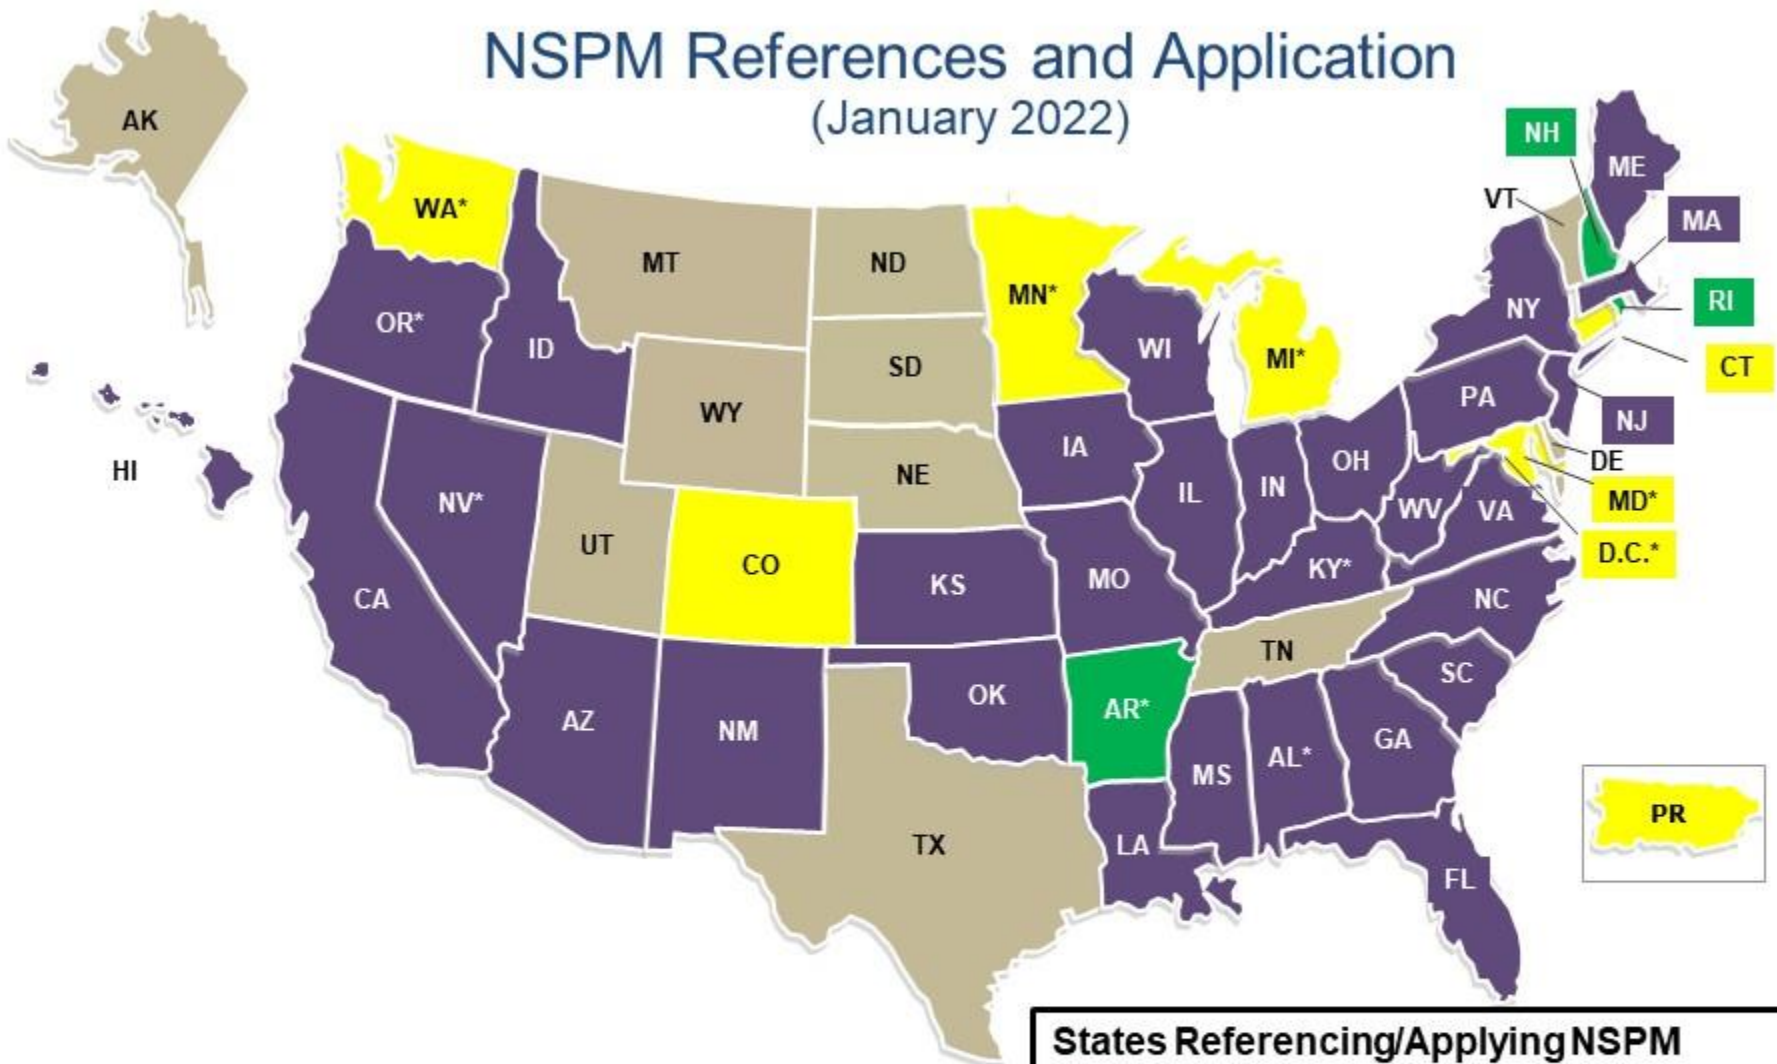 NSPM References and Application
(January 2022)
AK
NH
ME
WA*
VT
MA
MT
ND
MN*
RI
OR*
ID
NY
WI
MI*
CT
SD
WY
PA
NJ
HI
IA
OH
DE
NE
NV*
IL
IN
MD*
WV
VA
UT
CO
D.C.*
KS
MO
KY*
CA
NC
TN
SC
OK
AR*
AZ
NM
GA
AL*
MS
PR
TX
LA
FL
States Referencing/Applying NSPM